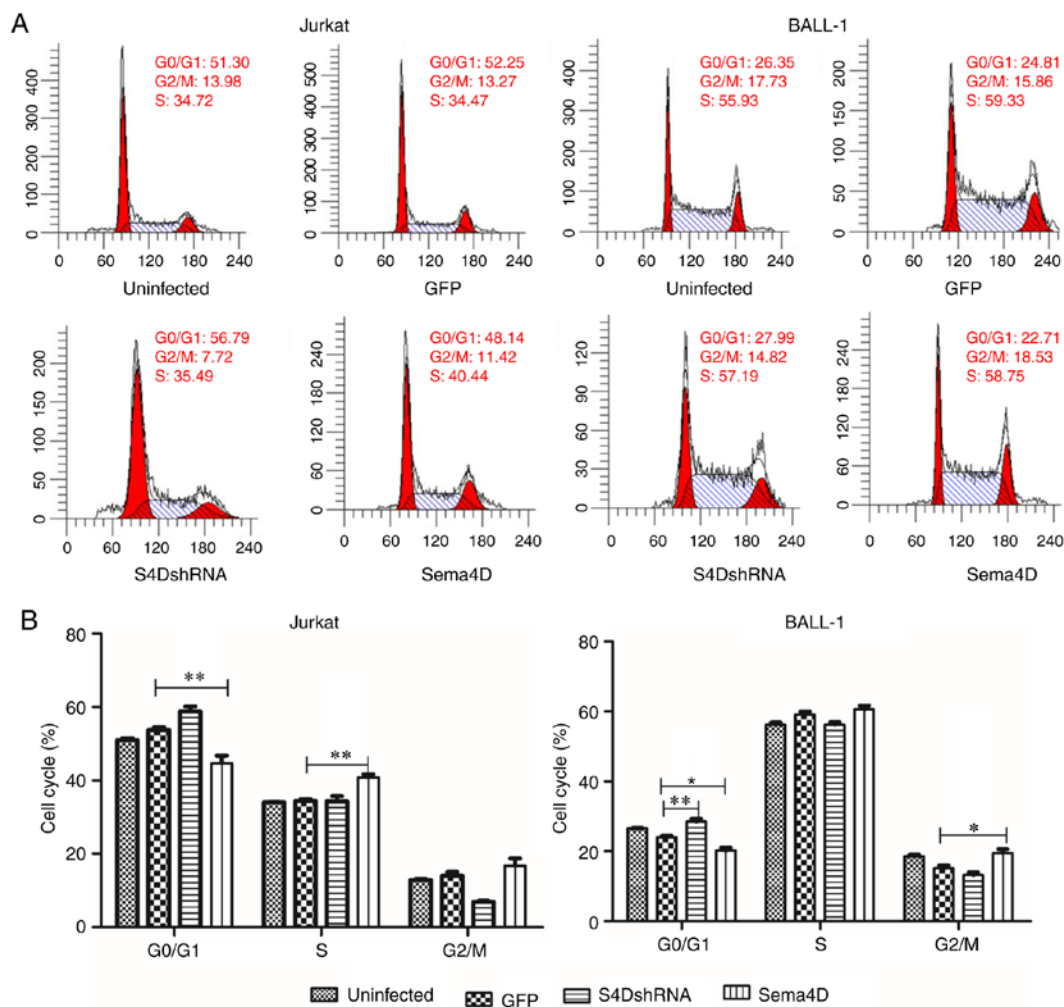 A
Jurkat
BALL-1
G0/G1: 51.30
G2/M: 13.98
S: 34.72
400
300
200
100
0
0 60 120 180 240
Uninfected
G0/G1: 52.25
G2/M: 13.27
S: 34.47
500
400
300
200
100
0
0 60 120 180 240
GFP
G0/G1: 26.35
G2/M: 17.73
S: 55.93
400
300
200
100
0
0 60 120 180 240
Uninfected
G0/G1: 24.81
G2/M: 15.86
S: 59.33
200
150
100
50
0
0 60 120 180 240
GFP
G0/G1: 56.79
G2/M: 7.72
S: 35.49
200
150
100
50
0
0 60 120 180 240
S4DshRNA
G0/G1: 48.14
G2/M: 11.42
S: 40.44
240
180
120
60
0
0 60 120 180 240
Sema4D
G0/G1: 27.99
G2/M: 14.82
S: 57.19
120
90
60
30
0
0 60 120 180 240
S4DshRNA
G0/G1: 22.71
G2/M: 18.53
S: 58.75
240
180
120
60
0
0 60 120 180 240
Sema4D
B
Jurkat
Cell cycle (%)
80
60
40
20
0
**
**
G0/G1 S G2/M
BALL-1
Cell cycle (%)
80
60
40
20
0
*
**
*
G0/G1 S G2/M
Uninfected GFP S4DshRNA Sema4D